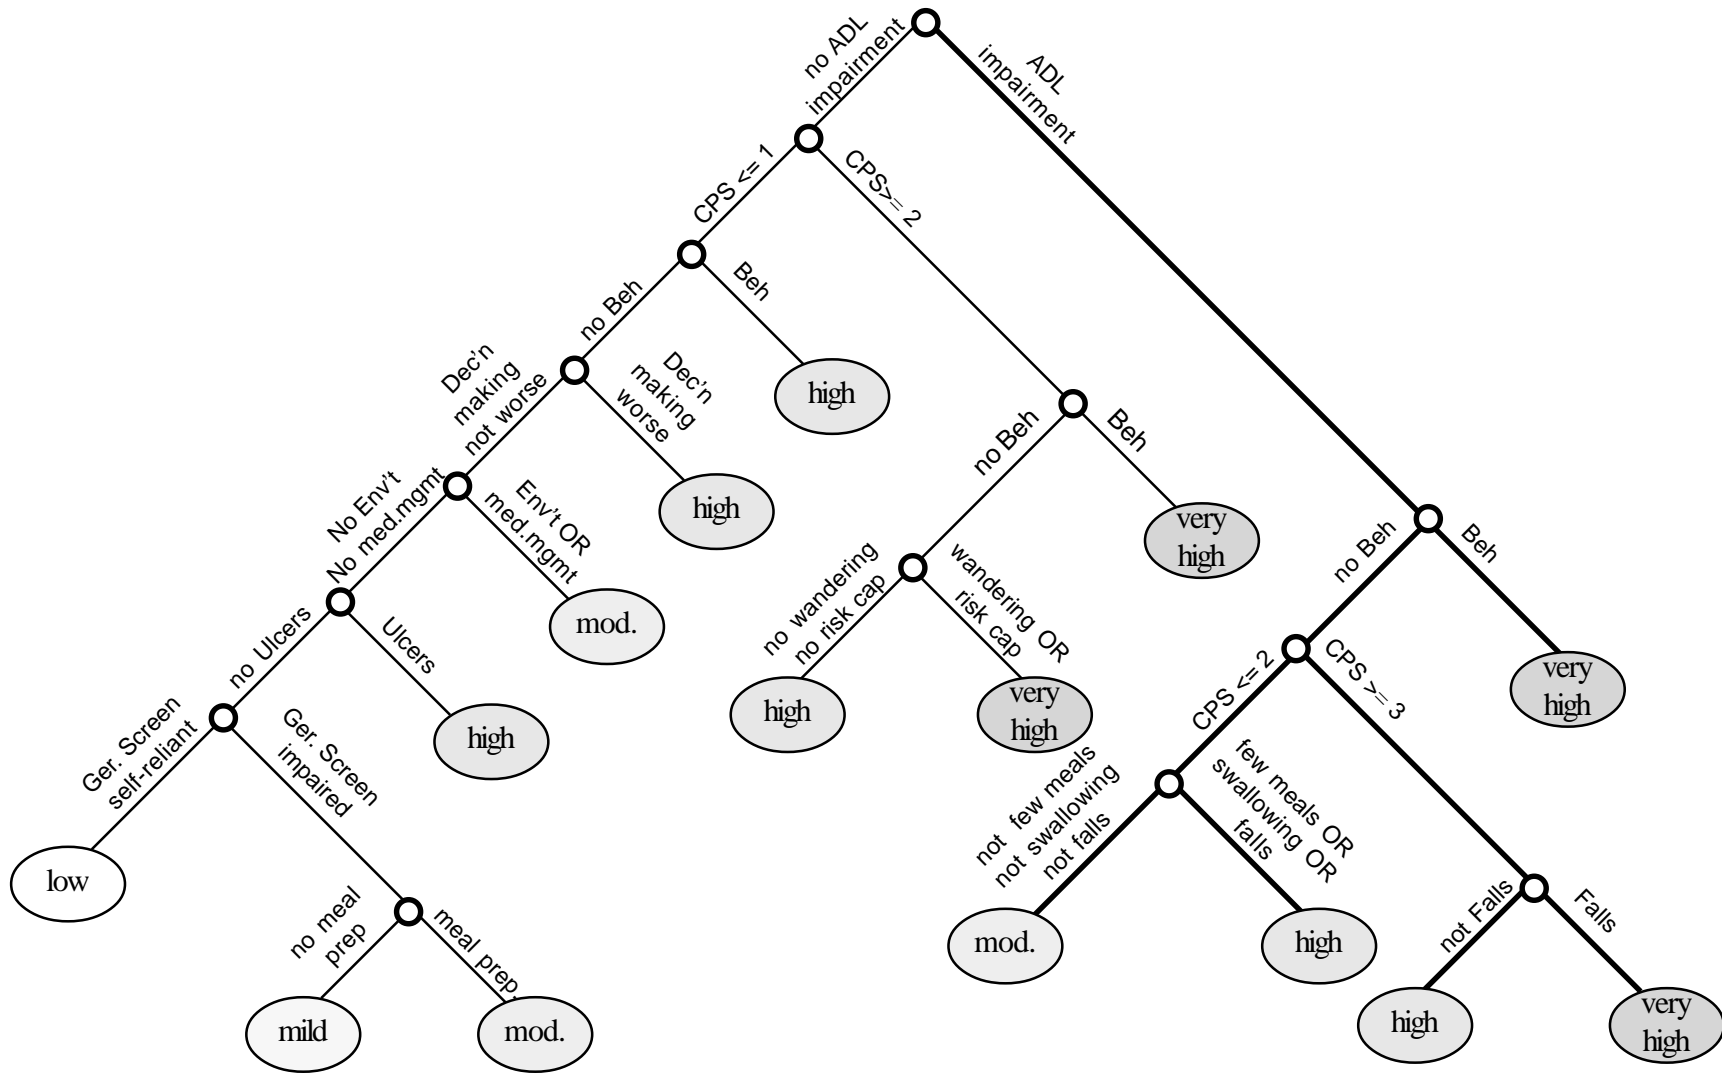 no ADL
impairment
ADL
impairment
CPS <= 1
CPS>= 2
no Beh
Beh
high
Dec'n
making
not worse
Dec'n
making
worse
high
no Beh
Beh
very
high
No Env't
No med.mgmt
Env't OR
med.mgmt
mod.
no wandering
no risk cap
wandering OR
risk cap
high
very
high
no Beh
Beh
very
high
no Ulcers
Ulcers
high
CPS <= 2
CPS >= 3
Ger. Screen
self-reliant
Ger. Screen
impaired
low
not few meals
not swallowing
not falls
few meals OR
swallowing OR
falls
mod.
high
not Falls
Falls
high
very
high
no meal
prep
meal prep.
mild
mod.